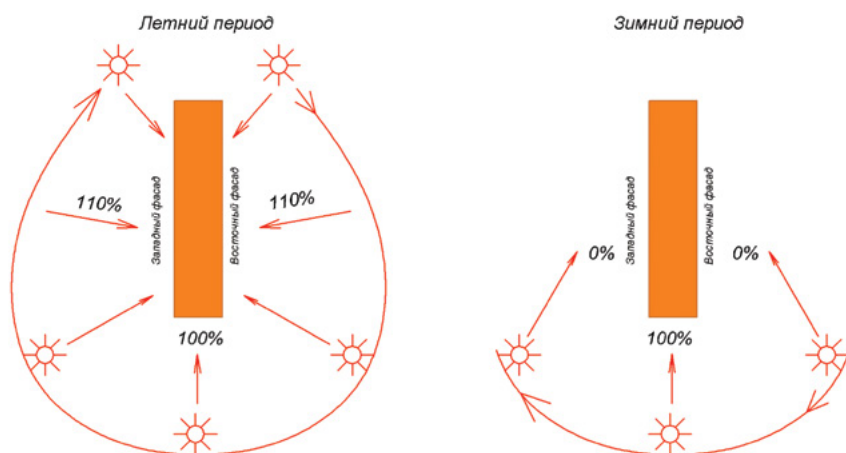 Летний период
110%
Западный фасад
Восточный фасад
110%
100%
Зимний период
0%
Западный фасад
Восточный фасад
0%
100%